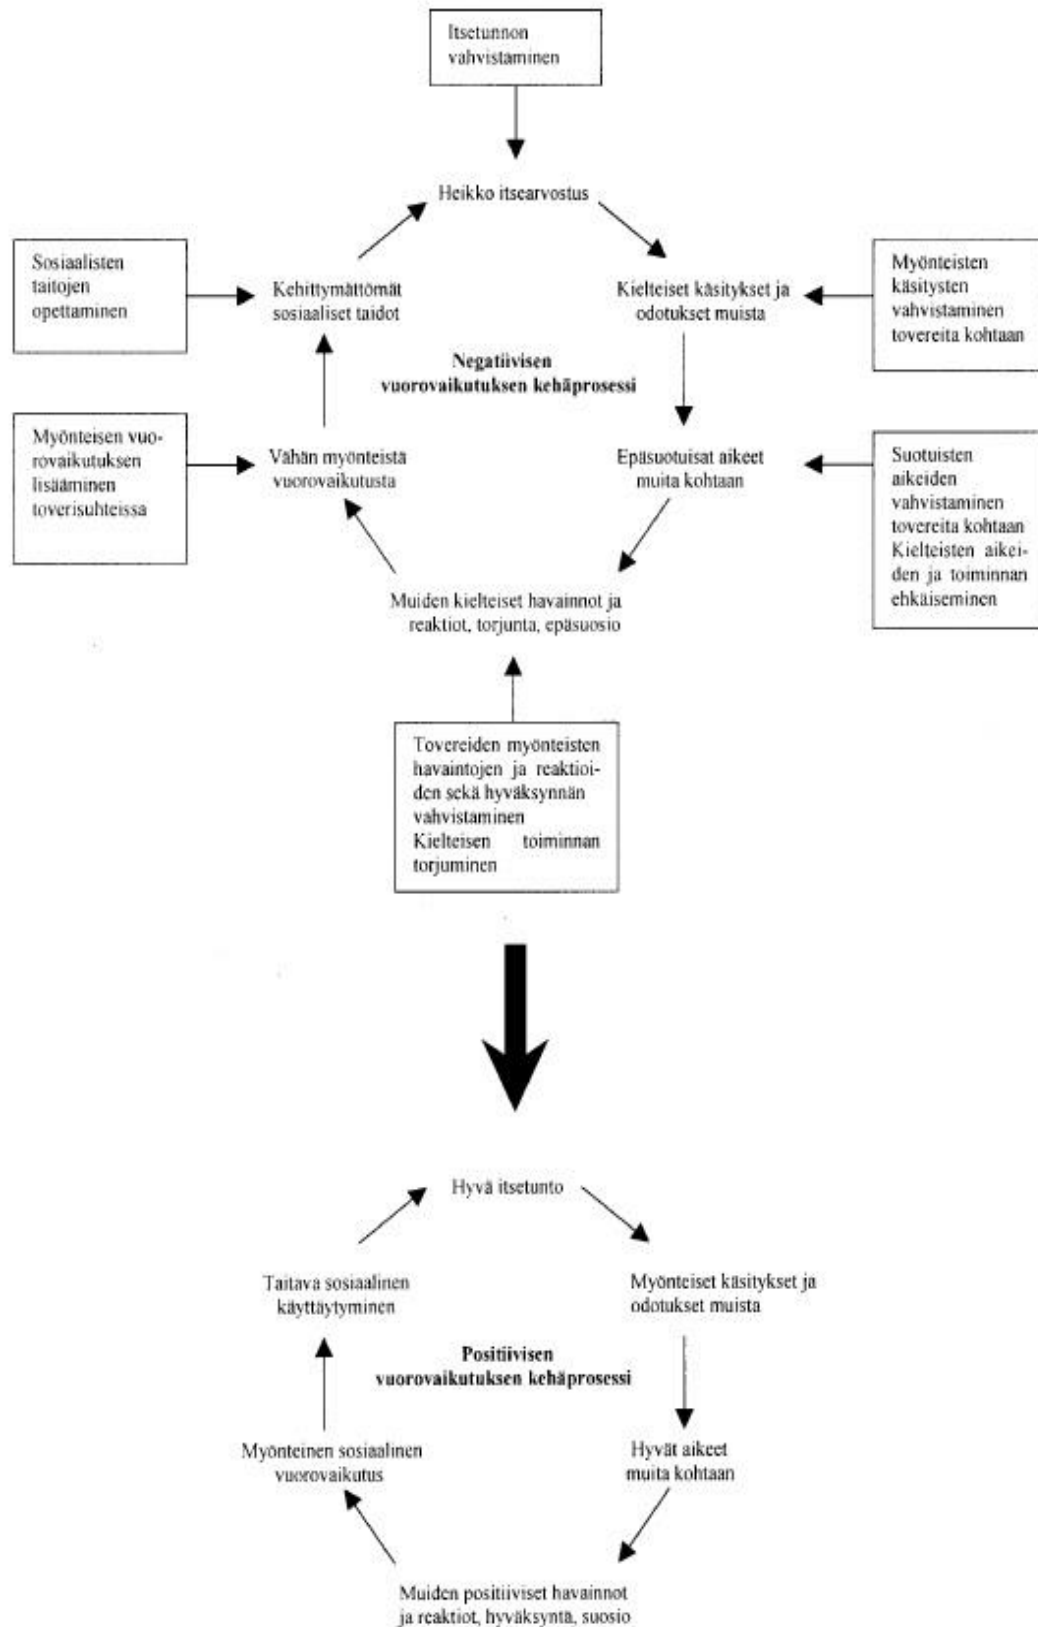 Itsetunnon
vahvistaminen
Heikko itsearvostus
Sosiaalisten
taitojen
opettaminen
Kehittymättömät
sosiaaliset taidot
Kielteiset käsitykset ja
odotukset muista
Myönteisten
käsitysten
vahvistaminen
tovereita kohtaan
Negatiivisen
vuorovaikutuksen kehäprosessi
Myönteisen vuo-
rovaikutuksen
lisääminen
toverisuhteissa
Vähän myönteistä
vuorovaikutusta
Epäsuotuisat aikeet
muita kohtaan
Suotuisten
aikeiden
vahvistaminen
tovereita kohtaan
Kielteisten aikei-
den ja toiminnan
ehkäiseminen
Muiden kielteiset havainnot ja
reaktiot, torjunta, epäsuosio
Tovereiden myönteisten
havaintojen ja reaktioi-
den sekä hyväksynnän
vahvistaminen
Kielteisen toiminnan
torjuminen
Hyvä itsetunto
Taitava sosiaalinen
käyttäytyminen
Myönteiset käsitykset ja
odotukset muista
Positiivisen
vuorovaikutuksen kehäprosessi
Myönteinen sosiaalinen
vuorovaikutus
Hyvät aikeet
muita kohtaan
Muiden positiiviset havainnot
ja reaktiot, hyväksyntä, suosio